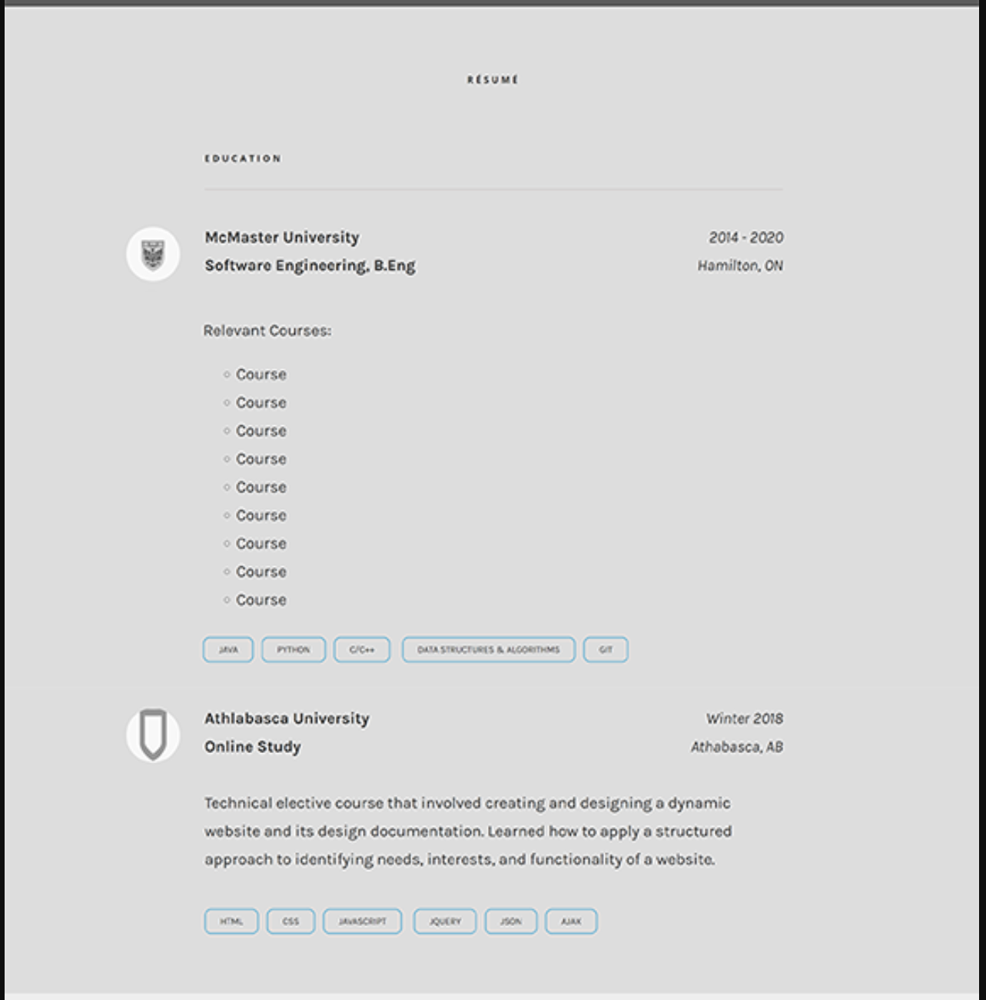 RÉSUMÉ
EDUCATION
McMaster University
2014 - 2020
Software Engineering, B.Eng
Hamilton, ON
Relevant Courses:
Course
Course
Course
Course
Course
Course
Course
Course
Course
JAVA PYTHON C/C++ DATA STRUCTURES & ALGORITHMS GIT
Athlabasca University
Winter 2018
Online Study
Athabasca, AB
Technical elective course that involved creating and designing a dynamic
website and its design documentation. Learned how to apply a structured
approach to identifying needs, interests, and functionality of a website.
HTML CSS JAVASCRIPT JQUERY JSON AJAX